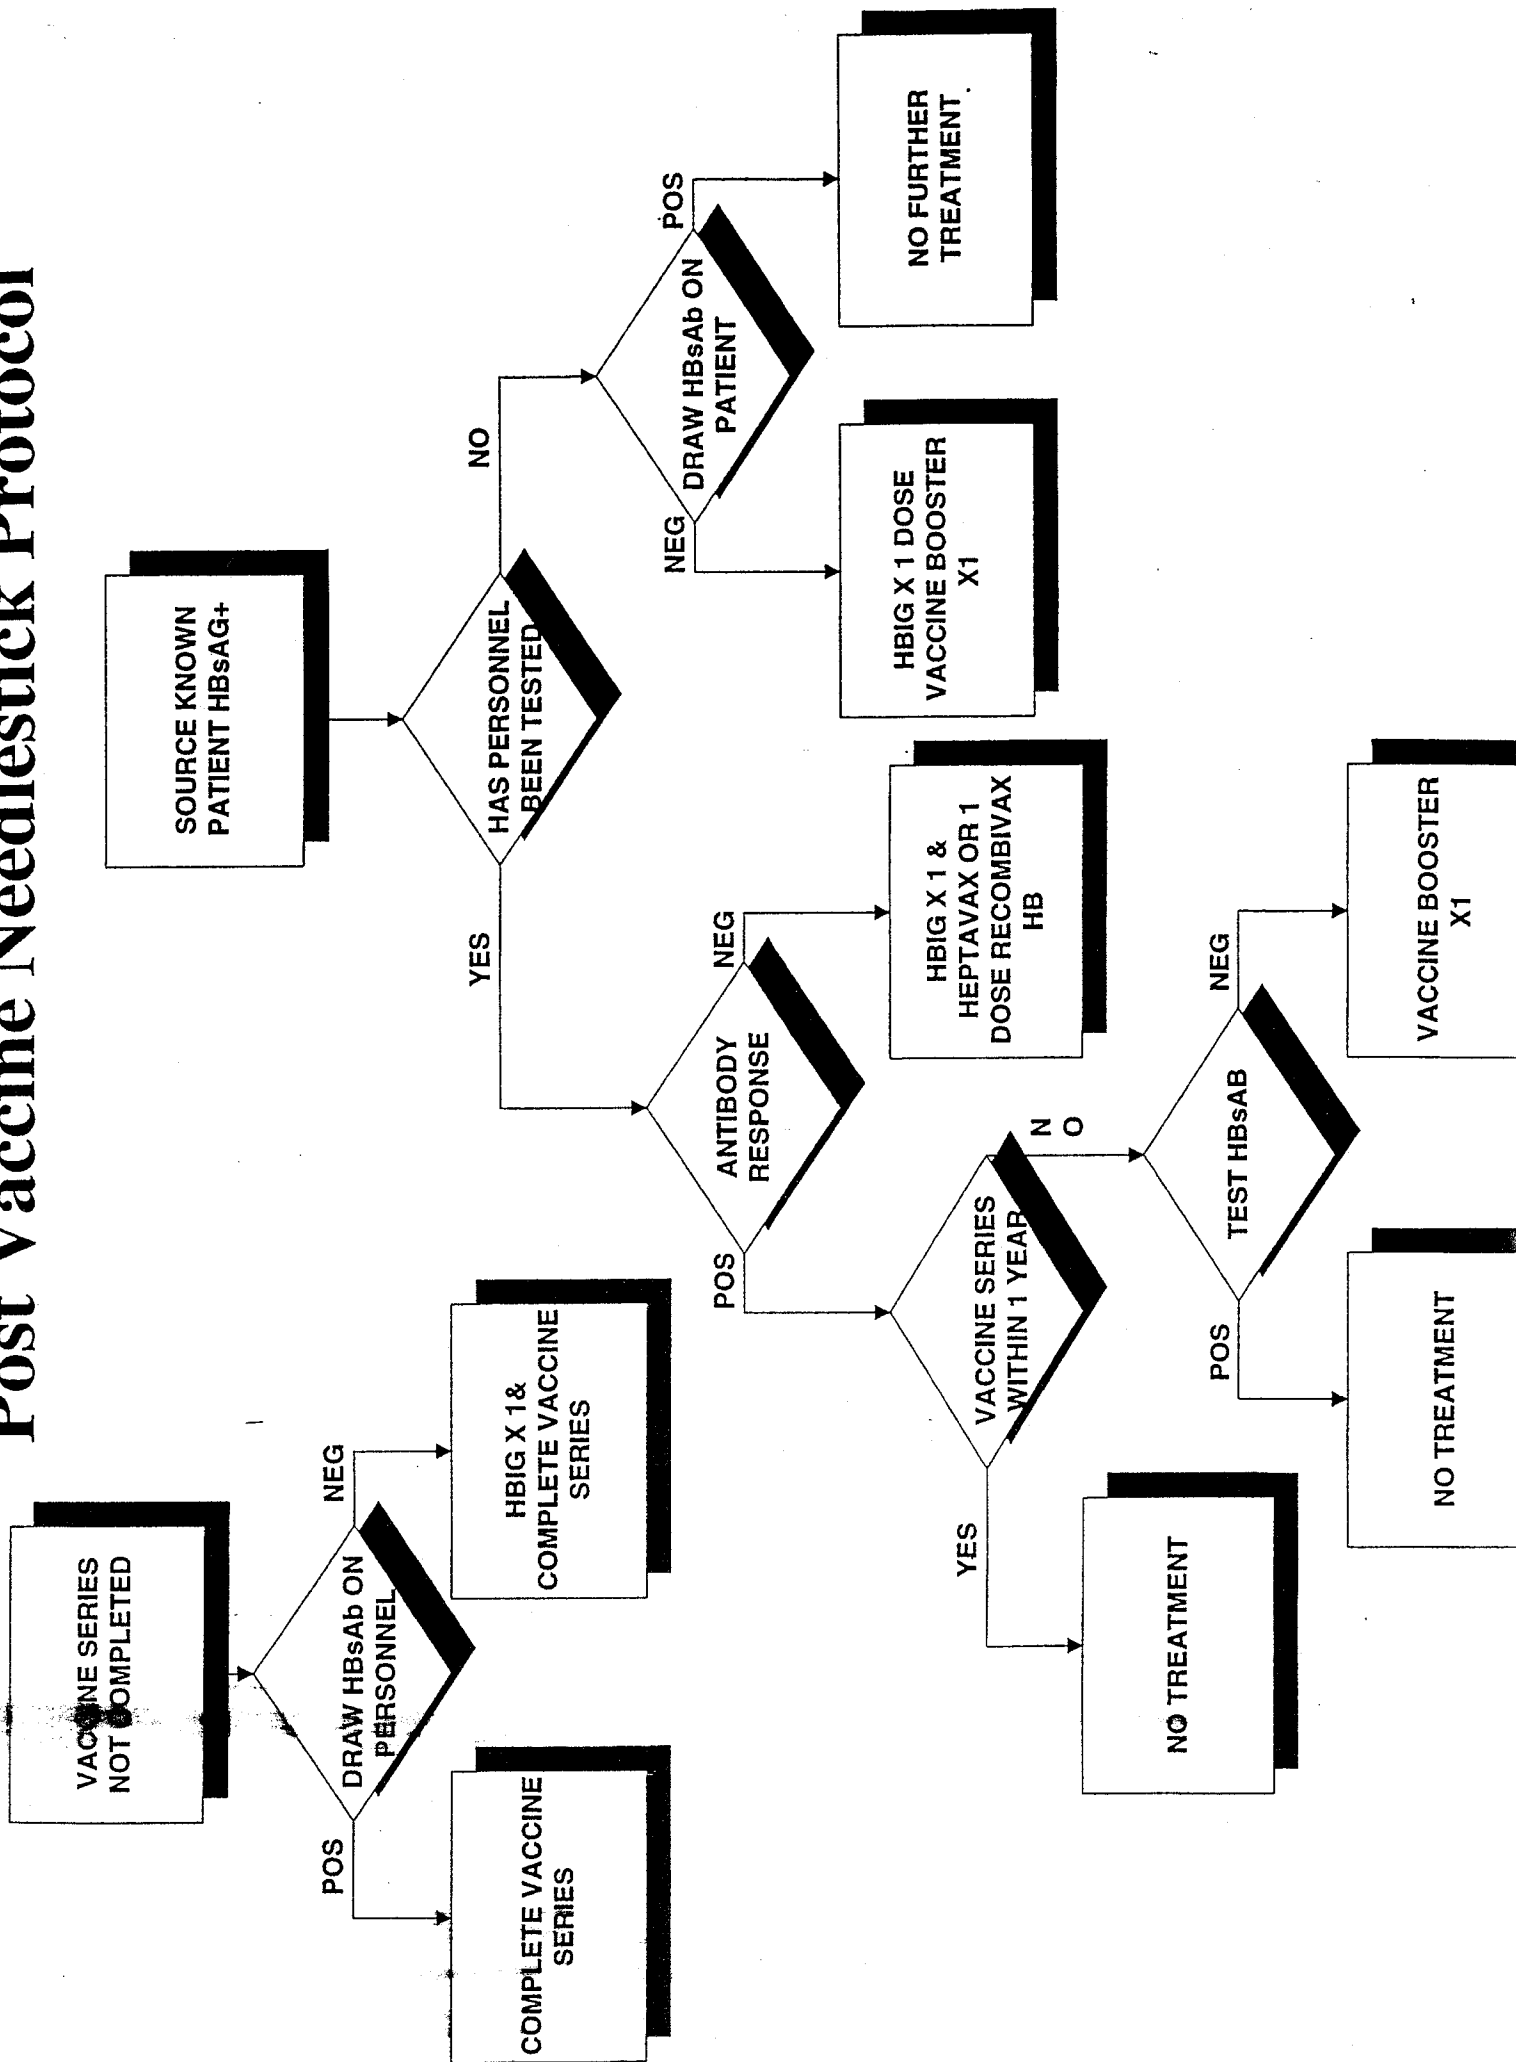 Post Vaccine Needlestick Protocol
VACCINE SERIES
NOT COMPLETED
DRAW HBsAb ON
PERSONNEL
POS
NEG
COMPLETE VACCINE
SERIES
HBIG X 1&
COMPLETE VACCINE
SERIES
SOURCE KNOWN
PATIENT HBsAG+
HAS PERSONNEL
BEEN TESTED
YES
NO
ANTIBODY
RESPONSE
POS
NEG
DRAW HBsAb ON
PATIENT
NEG
POS
VACCINE SERIES
WITHIN 1 YEAR
HBIG X 1 &
HEPTAVAX OR 1
DOSE RECOMBIVAX
HB
HBIG X 1 DOSE
VACCINE BOOSTER
X1
NO FURTHER
TREATMENT
YES
N
O
NO TREATMENT
TEST HBsAB
POS
NEG
NO TREATMENT
VACCINE BOOSTER
X1